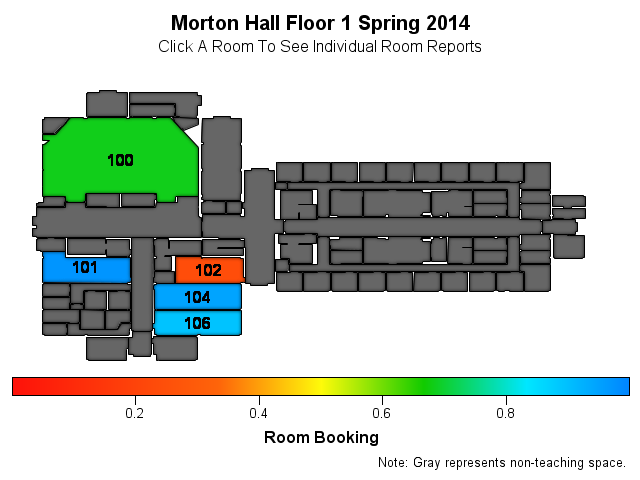 Morton Hall Floor 1 Spring 2014
Click A Room To See Individual Room Reports
100
101
102
104
106
0.2 0.4 0.6 0.8
Room Booking
Note: Gray represents non-teaching space.